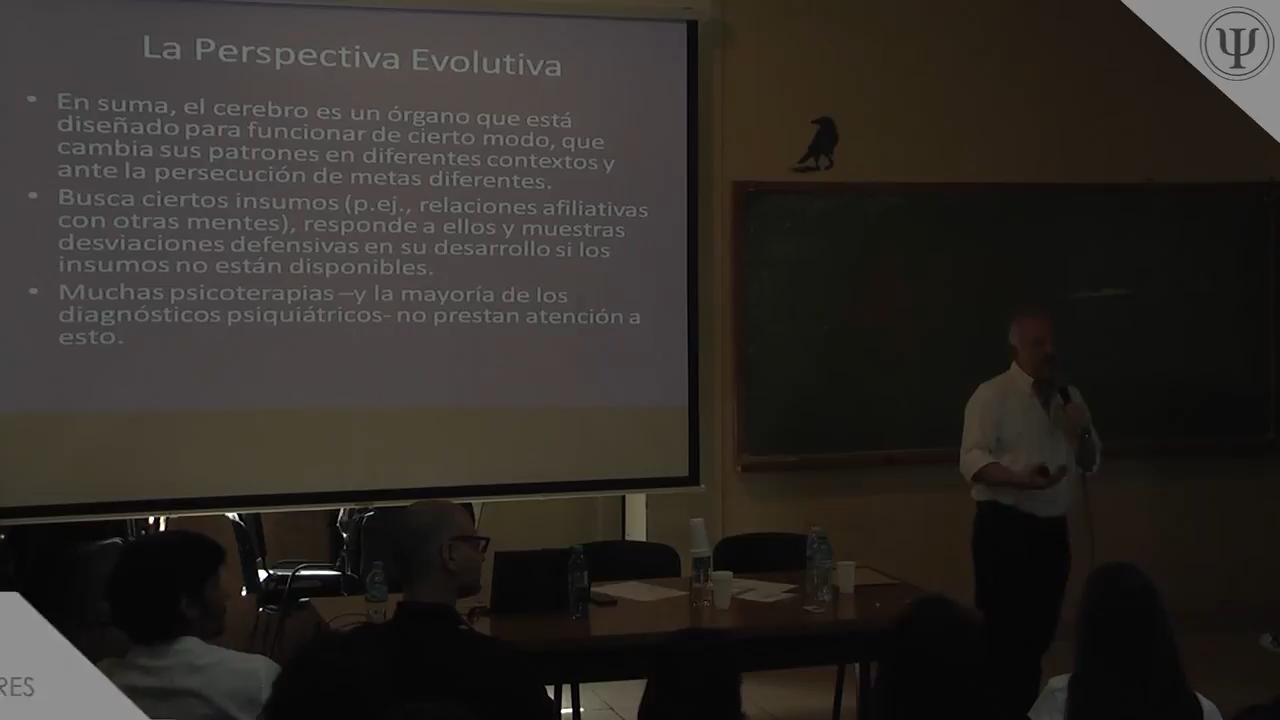 La Perspectiva Evolutiva
• En suma, el cerebro es un órgano que está
diseñado para funcionar de cierto modo, que
cambia sus patrones en diferentes contextos y
ante la persecución de metas diferentes.
• Busca ciertos insumos (p.ej., relaciones afiliativas
con otras mentes), responde a ellos y muestras
desviaciones defensivas en su desarrollo si los
insumos no están disponibles.
• Muchas psicoterapias –y la mayoría de los
diagnósticos psiquiátricos- no prestan atención a
esto.
Ψ
RES